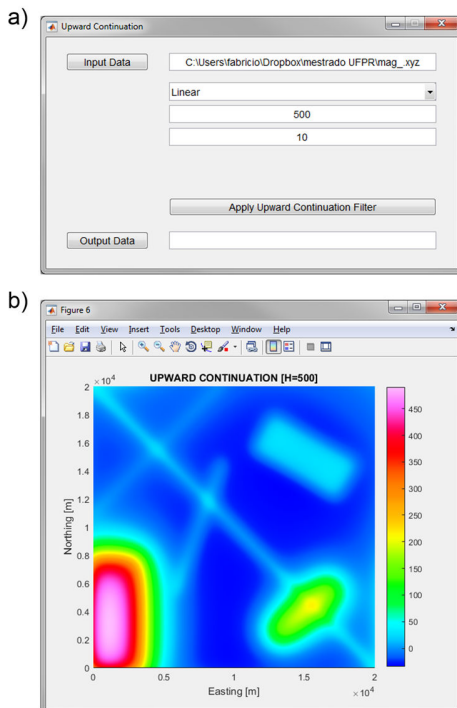 a)
Upward Continuation
Input Data
C:\Users\fabricio\Dropbox\mestrado UFPR\mag_.xyz
Linear
500
10
Apply Upward Continuation Filter
Output Data
b)
Figure 6
File Edit View Insert Tools Desktop Window Help
× 10⁴
UPWARD CONTINUATION [H=500]
2
1.8
1.6
1.4
1.2
1
0.8
0.6
0.4
0.2
0
Northing [m]
0 0.5 1 1.5 2
Easting [m]
× 10⁴
450
400
350
300
250
200
150
100
50
0